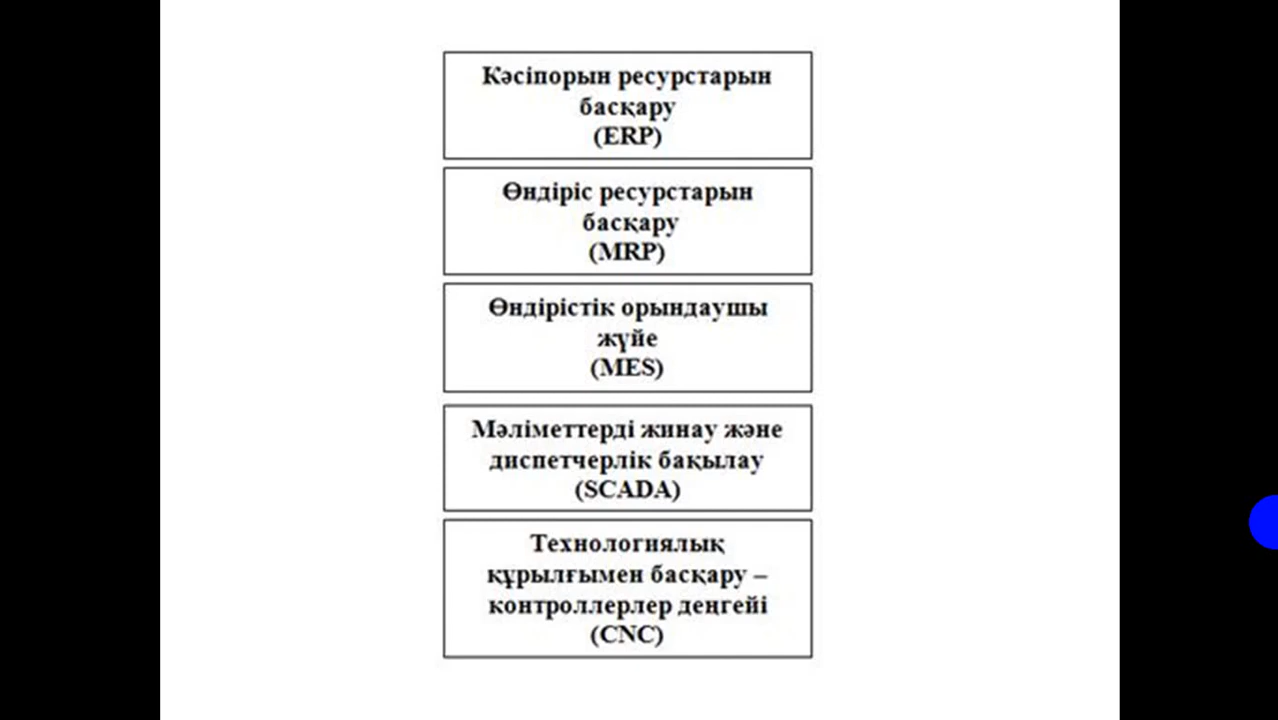 Кәсіпорын ресурстарын
басқару
(ERP)
Өндіріс ресурстарын
басқару
(MRP)
Өндірістік орындаушы
жүйе
(MES)
Мәліметтерді жинау және
диспетчерлік бақылау
(SCADA)
Технологиялық
құрылғымен басқару –
контроллерлер деңгейі
(CNC)